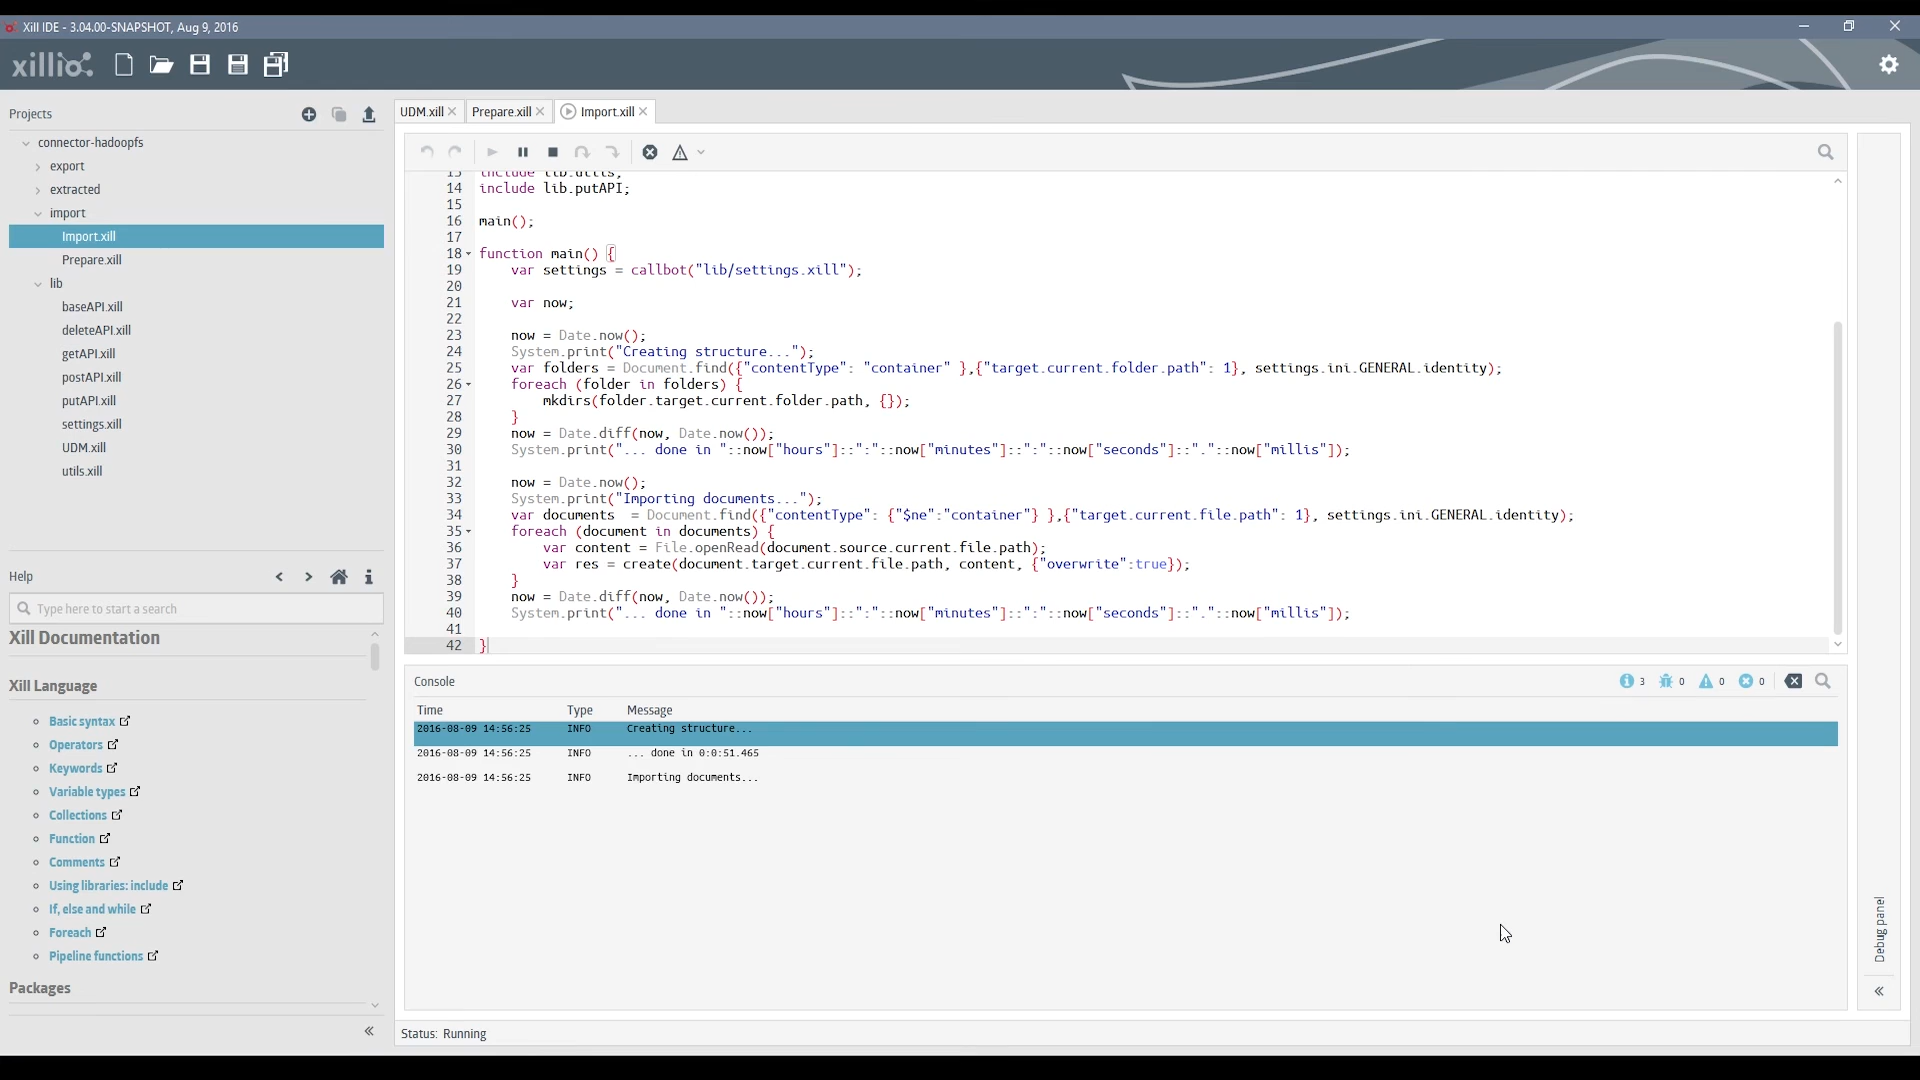 Xill IDE - 3.04.00-SNAPSHOT, Aug 9, 2016
xillio
Projects
connector-hadoopfs
export
extracted
import
Import.xill
Prepare.xill
lib
baseAPI.xill
deleteAPI.xill
getAPI.xill
postAPI.xill
putAPI.xill
settings.xill
UDM.xill
utils.xill
Help
Type here to start a search
Xill Documentation
Xill Language
Basic syntax
Operators
Keywords
Variable types
Collections
Function
Comments
Using libraries: include
If, else and while
Foreach
Pipeline functions
Packages
UDM.xill Prepare.xill Import.xill
13 include lib.utils;
14 include lib.putAPI;
15
16 main();
17
18 function main() {
19 var settings = callbot("lib/settings.xill");
20
21 var now;
22
23 now = Date.now();
24 System.print("Creating structure...");
25 var folders = Document.find({"contentType": "container" },{"target.current.folder.path": 1}, settings.ini.GENERAL.identity);
26 foreach (folder in folders) {
27 mkdirs(folder.target.current.folder.path, {});
28 }
29 now = Date.diff(now, Date.now());
30 System.print("... done in "::now["hours"]::":"::now["minutes"]::":"::now["seconds"]::"."::now["millis"]);
31
32 now = Date.now();
33 System.print("Importing documents...");
34 var documents  = Document.find({"contentType": {"$ne":"container"} },{"target.current.file.path": 1}, settings.ini.GENERAL.identity);
35 foreach (document in documents) {
36 var content = File.openRead(document.source.current.file.path);
37 var res = create(document.target.current.file.path, content, {"overwrite":true});
38 }
39 now = Date.diff(now, Date.now());
40 System.print("... done in "::now["hours"]::":"::now["minutes"]::":"::now["seconds"]::"."::now["millis"]);
41
42 }
Console 3 0 0 0
Time Type Message
2016-08-09 14:56:25 INFO Creating structure...
2016-08-09 14:56:25 INFO ... done in 0:0:51.465
2016-08-09 14:56:25 INFO Importing documents...
Debug panel
Status: Running